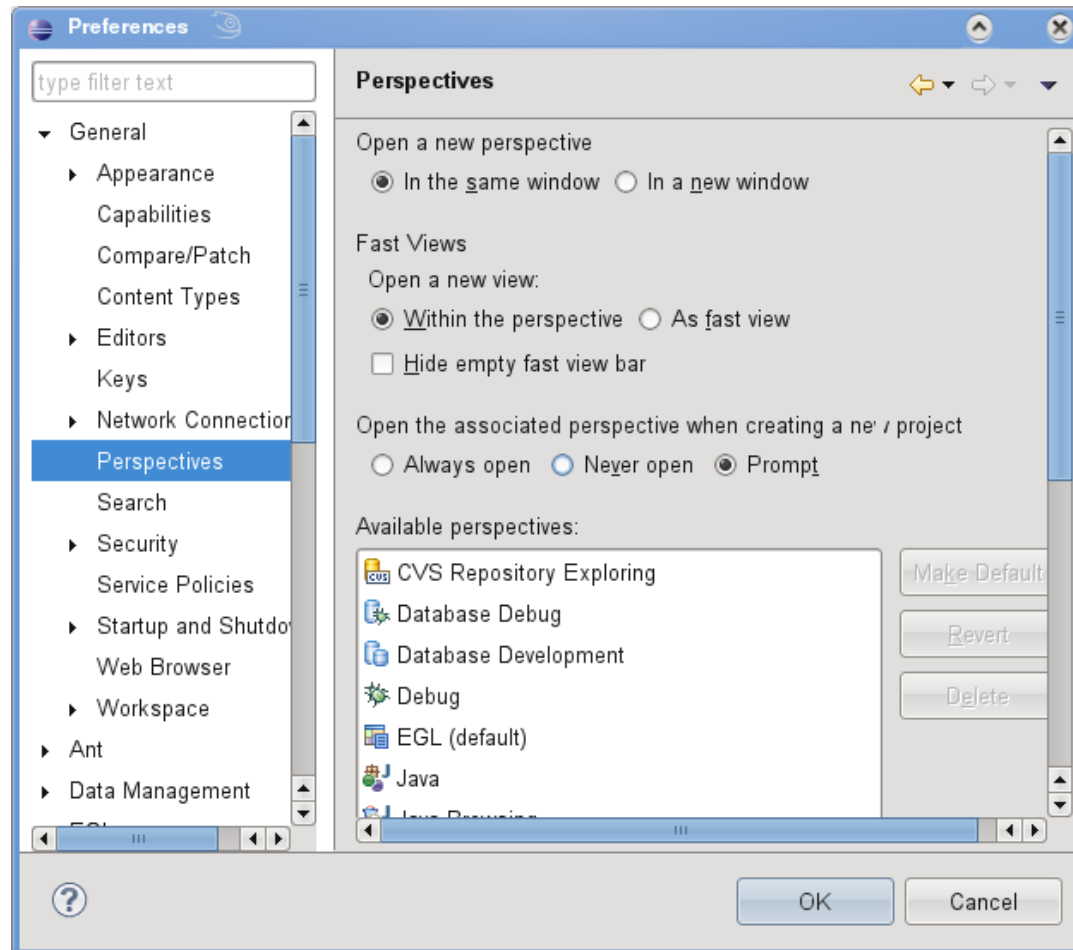 Preferences
type filter text
General
Appearance
Capabilities
Compare/Patch
Content Types
Editors
Keys
Network Connection
Perspectives
Search
Security
Service Policies
Startup and Shutdo
Web Browser
Workspace
Ant
Data Management
Perspectives
Open a new perspective
In the same window In a new window
Fast Views
Open a new view:
Within the perspective As fast view
Hide empty fast view bar
Open the associated perspective when creating a new project
Always open Never open Prompt
Available perspectives:
CVS Repository Exploring
Database Debug
Database Development
Debug
EGL (default)
Java
Java Browsing
Make Default
Revert
Delete
OK Cancel